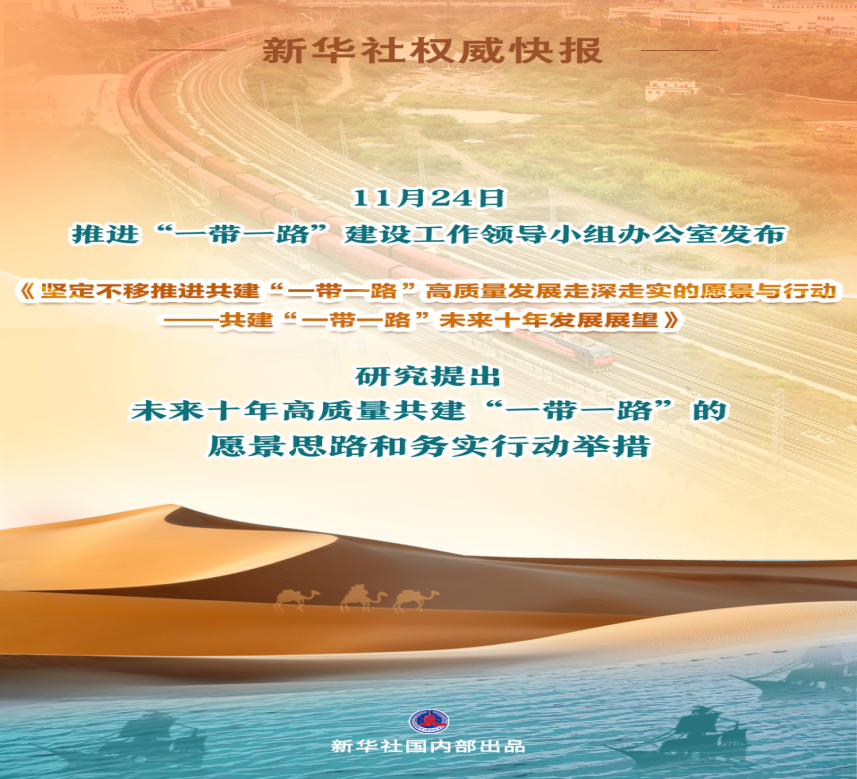 新华社权威快报
11月24日
推进“一带一路”建设工作领导小组办公室发布
《坚定不移推进共建“一带一路”高质量发展走深走实的愿景与行动
——共建“一带一路”未来十年发展展望》
研究提出
未来十年高质量共建“一带一路”的
愿景思路和务实行动举措
新华社国内部出品